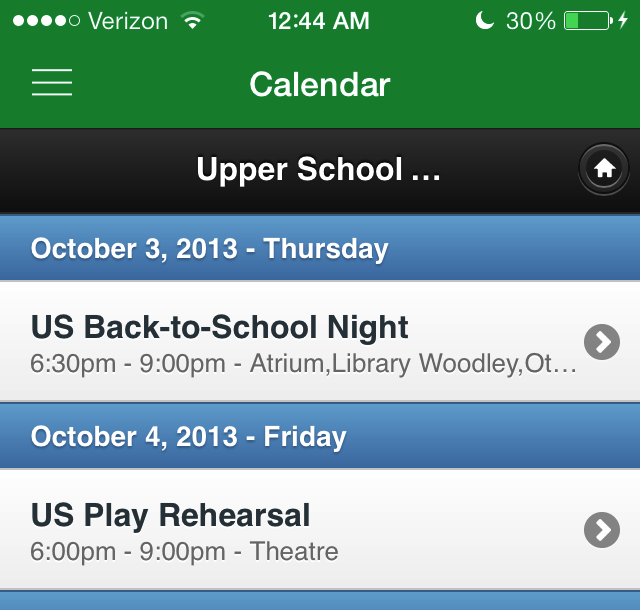 Verizon 12:44 AM 30%
Calendar
Upper School ...
October 3, 2013 - Thursday
US Back-to-School Night
6:30pm - 9:00pm - Atrium,Library Woodley,Ot...
October 4, 2013 - Friday
US Play Rehearsal
6:00pm - 9:00pm - Theatre